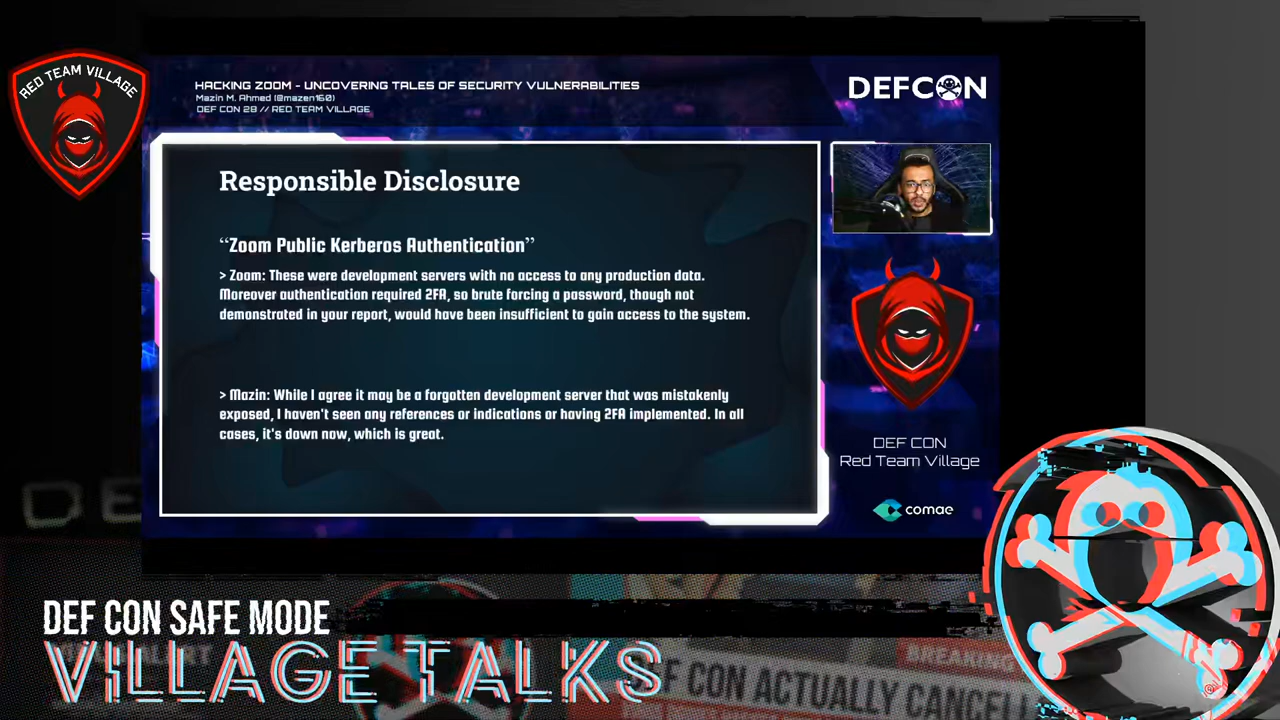 RED TEAM VILLAGE
HACKING ZOOM - UNCOVERING TALES OF SECURITY VULNERABILITIES
Mazin M. Ahmed (@mazen160)
DEF CON 28 // RED TEAM VILLAGE
DEFCON
Responsible Disclosure
“Zoom Public Kerberos Authentication”
> Zoom: These were development servers with no access to any production data.
Moreover authentication required 2FA, so brute forcing a password, though not
demonstrated in your report, would have been insufficient to gain access to the system.
> Mazin: While I agree it may be a forgotten development server that was mistakenly
exposed, I haven't seen any references or indications or having 2FA implemented. In all
cases, it's down now, which is great.
DEF CON
Red Team Village
comae
DE
DEF CON SAFE MODE
VILLAGE TALKS
BREAKING
DEF CON ACTUALLY CANCELL